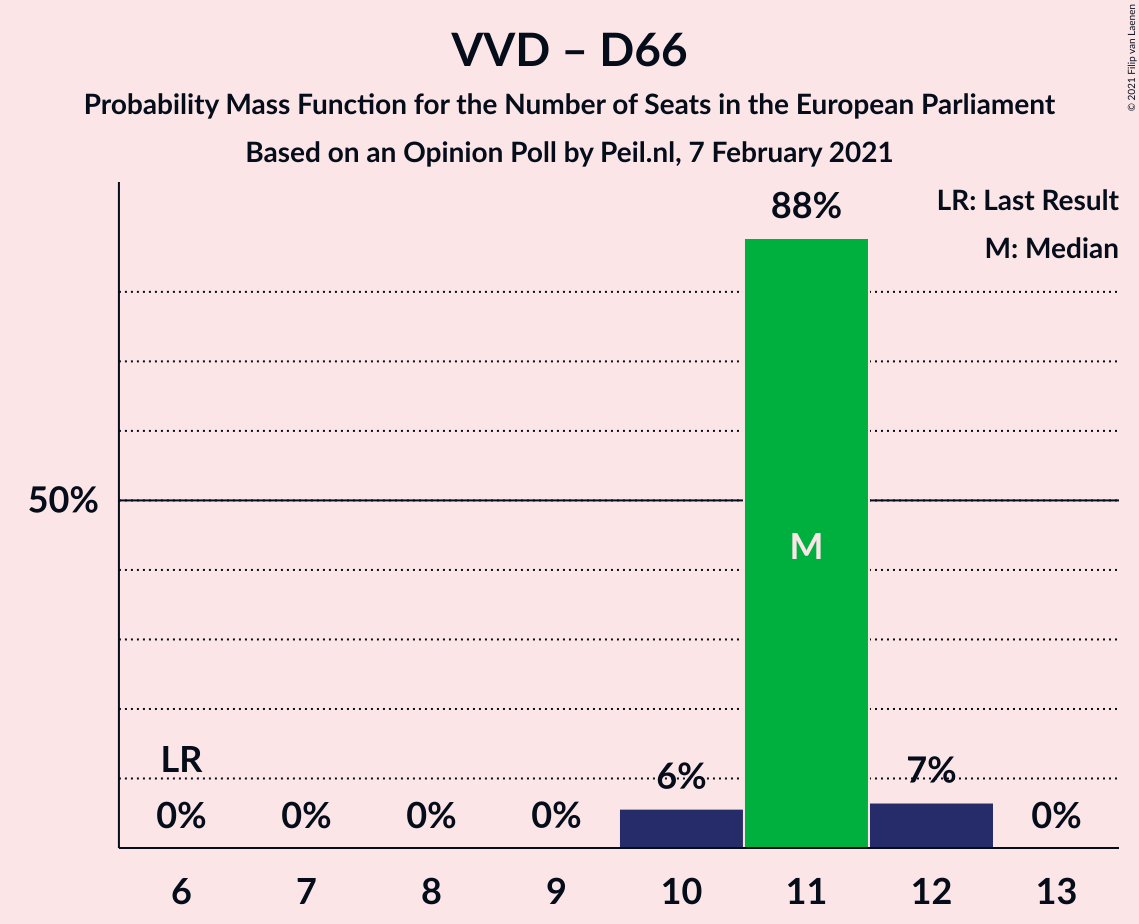 VVD – D66
Probability Mass Function for the Number of Seats in the European Parliament
Based on an Opinion Poll by Peil.nl, 7 February 2021
© 2021 Filip van Laenen
LR: Last Result
M: Median
88%
50%
M
LR
0%
0%
0%
0%
6%
7%
0%
6
7
8
9
10
11
12
13